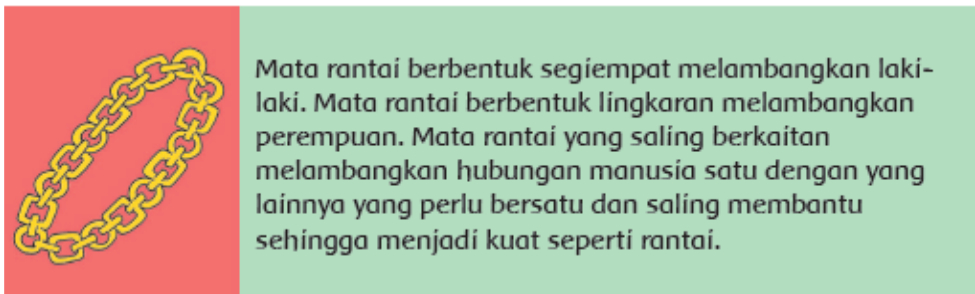 Mata rantai berbentuk segiempat melambangkan laki-
laki. Mata rantai berbentuk lingkaran melambangkan
perempuan. Mata rantai yang saling berkaitan
melambangkan hubungan manusia satu dengan yang
lainnya yang perlu bersatu dan saling membantu
sehingga menjadi kuat seperti rantai.